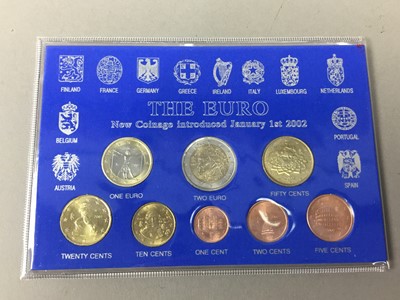 FINLAND FRANCE GERMANY GREECE IRELAND ITALY LUXEMBOURG NETHERLANDS
THE EURO
New Coinage introduced January 1st 2002
BELGIUM PORTUGAL
AUSTRIA SPAIN
ONE EURO TWO EURO FIFTY CENTS
TWENTY CENTS TEN CENTS ONE CENT TWO CENTS FIVE CENTS